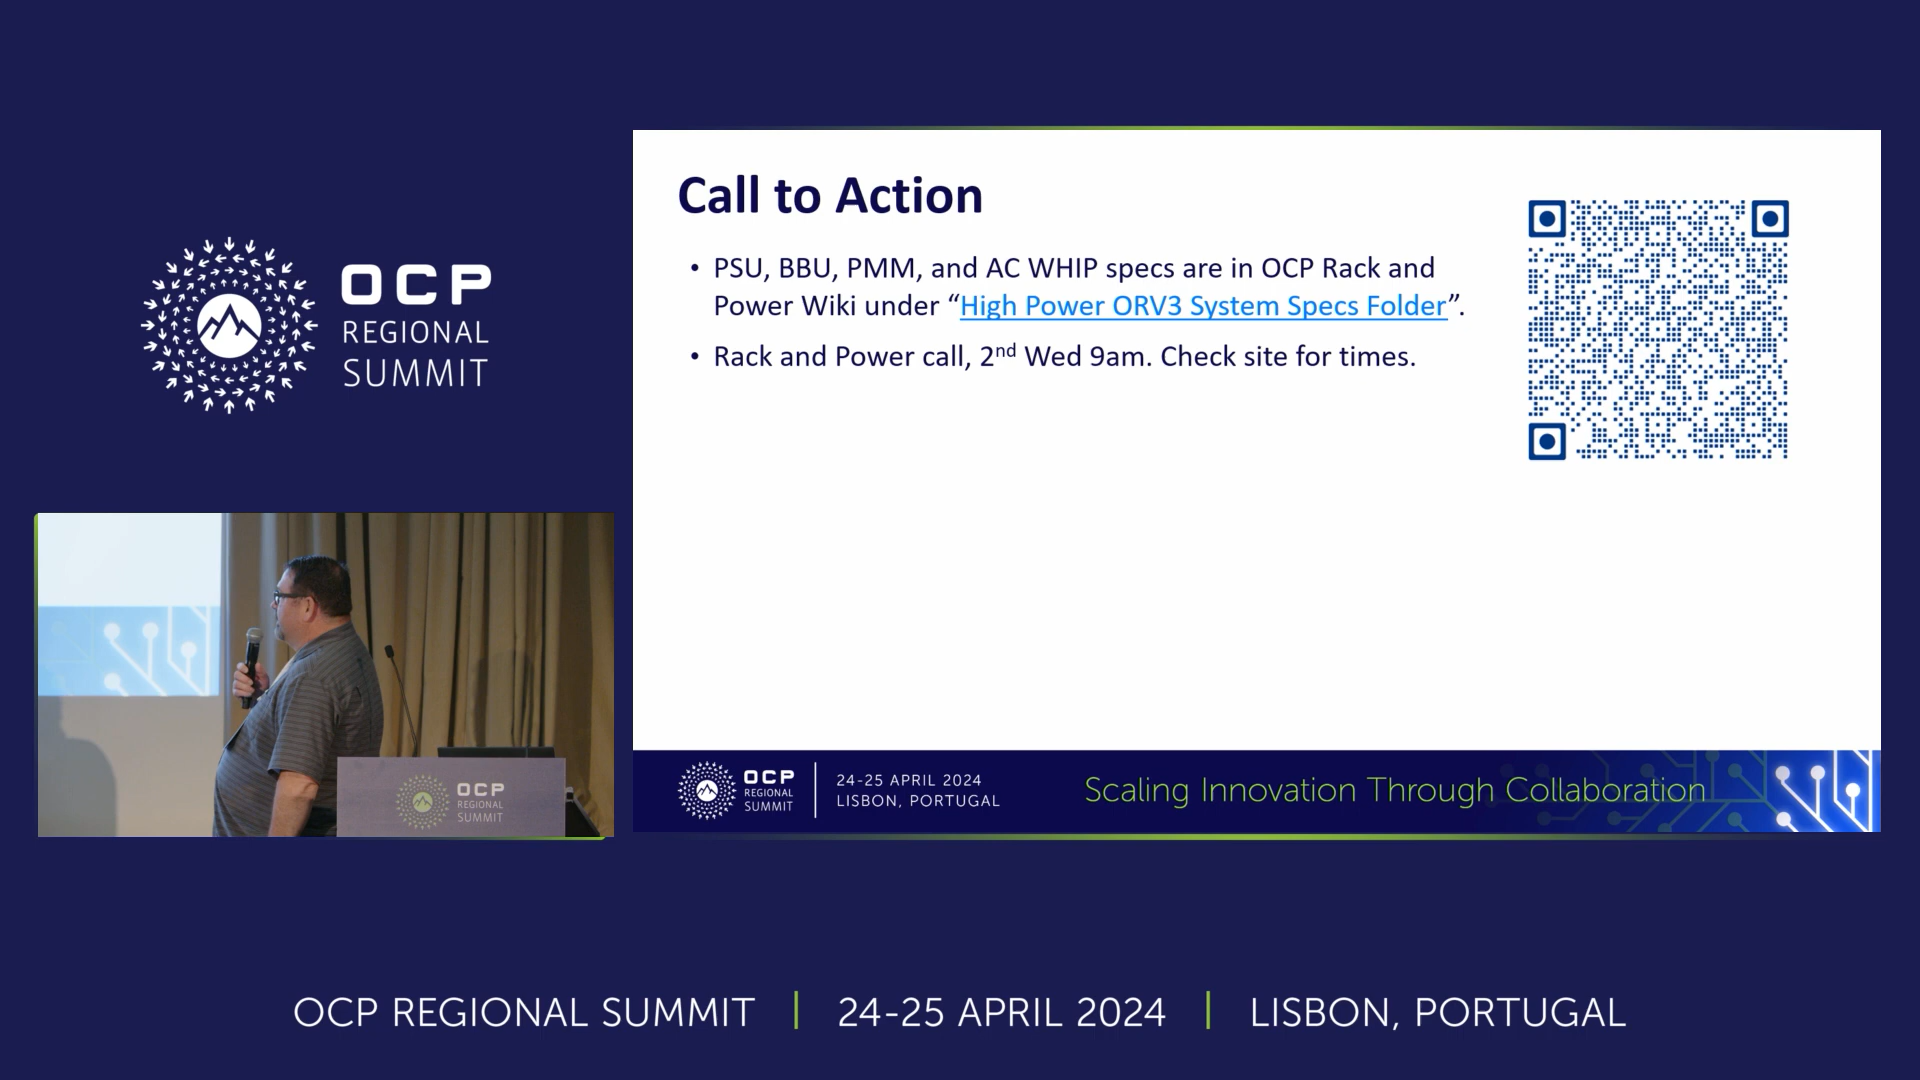 OCP
REGIONAL
SUMMIT
Call to Action
• PSU, BBU, PMM, and AC WHIP specs are in OCP Rack and
Power Wiki under “High Power ORV3 System Specs Folder”.
• Rack and Power call, 2nd Wed 9am. Check site for times.
OCP
REGIONAL
SUMMIT
OCP
REGIONAL
SUMMIT
24-25 APRIL 2024
LISBON, PORTUGAL
Scaling Innovation Through Collaboration
OCP REGIONAL SUMMIT | 24-25 APRIL 2024 | LISBON, PORTUGAL